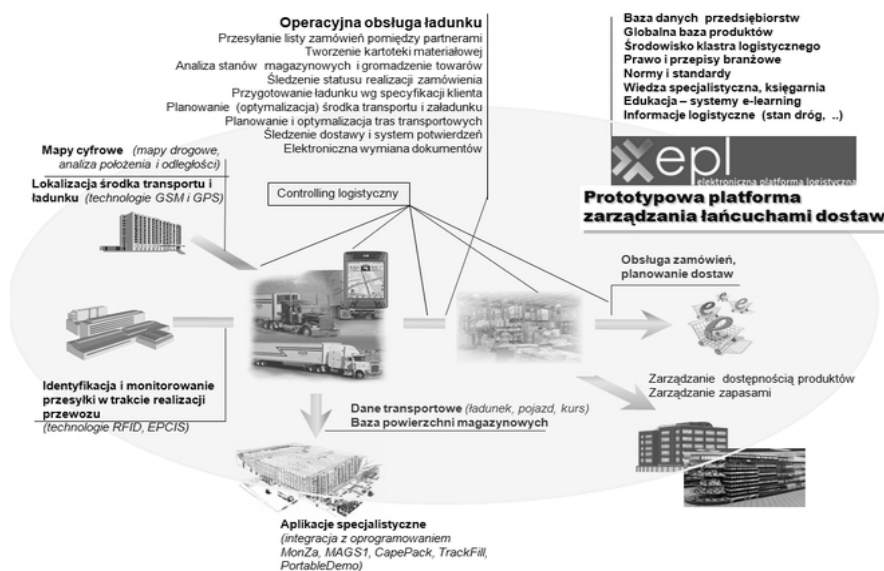 Operacyjna obsługa ładunku
Przesyłanie listy zamówień pomiędzy partnerami
Tworzenie kartoteki materiałowej
Analiza stanów magazynowych i gromadzenie towarów
Śledzenie statusu realizacji zamówienia
Przygotowanie ładunku wg specyfikacji klienta
Planowanie (optymalizacja) środka transportu i załadunku
Planowanie i optymalizacja tras transportowych
Śledzenie dostawy i system potwierdzeń
Elektroniczna wymiana dokumentów
Baza danych przedsiębiorstw
Globalna baza produktów
Środowisko klastra logistycznego
Prawo i przepisy branżowe
Normy i standardy
Wiedza specjalistyczna, księgarnia
Edukacja – systemy e-learning
Informacje logistyczne (stan dróg, ..)
epl
elektroniczna platforma logistyczna
Prototypowa platforma
zarządzania łańcuchami dostaw
Mapy cyfrowe (mapy drogowe,
analiza położenia i odległości)
Lokalizacja środka transportu i
ładunku (technologie GSM i GPS)
Controlling logistyczny
Obsługa zamówień,
planowanie dostaw
Identyfikacja i monitorowanie
przesyłki w trakcie realizacji
przewozu
(technologie RFID, EPCIS)
Dane transportowe (ładunek, pojazd, kurs)
Baza powierzchni magazynowych
Zarządzanie dostępnością produktów
Zarządzanie zapasami
Aplikacje specjalistyczne
(integracja z oprogramowaniem
MonZa, MAGS1, CapePack, TrackFill,
PortableDemo)